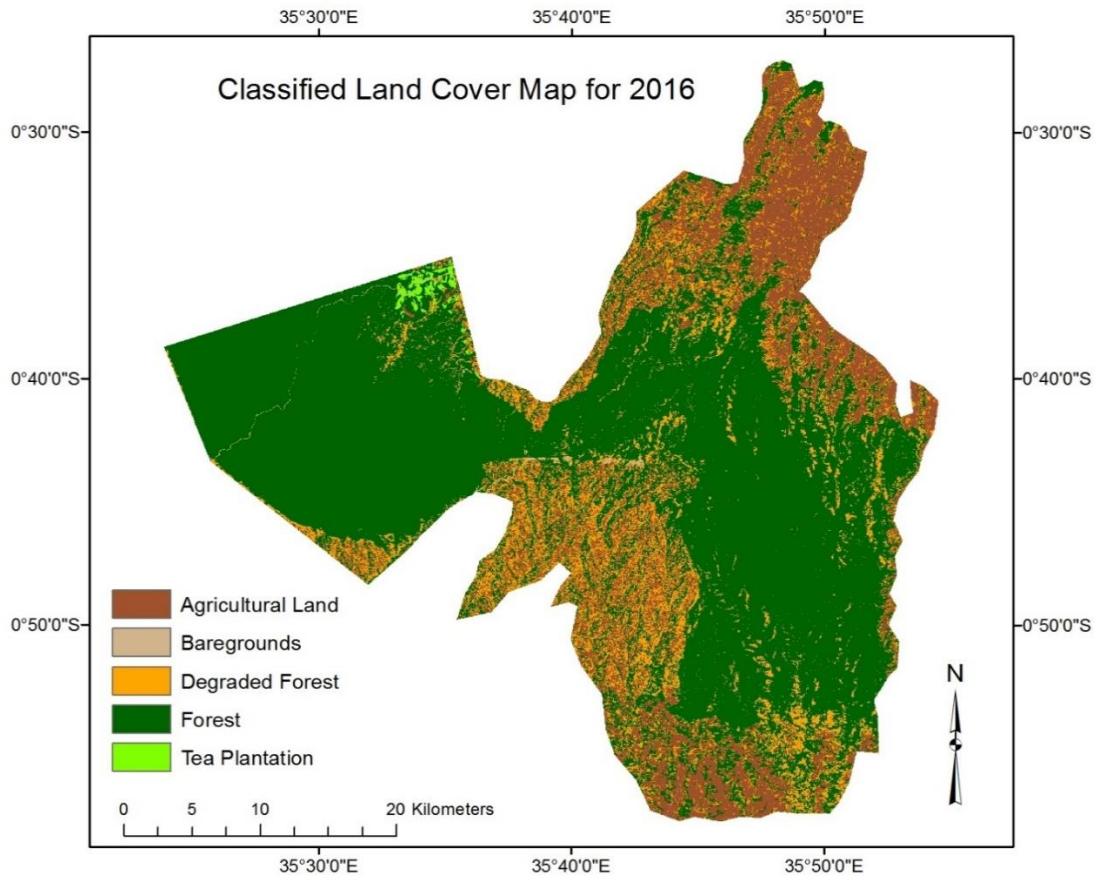 35°30'0"E 35°40'0"E 35°50'0"E
Classified Land Cover Map for 2016
0°30'0"S 0°30'0"S
0°40'0"S 0°40'0"S
0°50'0"S 0°50'0"S
Agricultural Land
Baregrounds
Degraded Forest
Forest
Tea Plantation
N
0 5 10 20 Kilometers
35°30'0"E 35°40'0"E 35°50'0"E